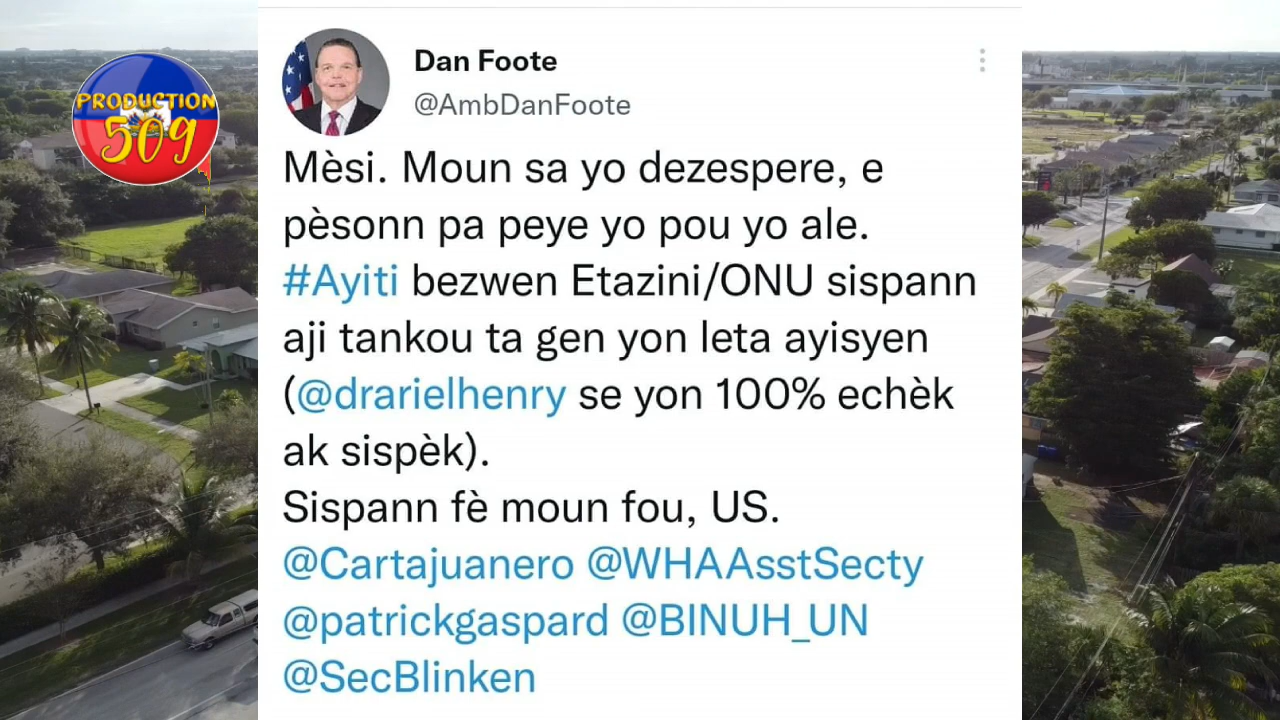 PRODUCTION
509
Dan Foote
@AmbDanFoote
Mèsi. Moun sa yo dezespere, e
pèsonn pa peye yo pou yo ale.
#Ayiti bezwen Etazini/ONU sispann
aji tankou ta gen yon leta ayisyen
(@drarielhenry se yon 100% echèk
ak sispèk).
Sispann fè moun fou, US.
@Cartajuanero @WHAAsstSecty
@patrickgaspard @BINUH_UN
@SecBlinken